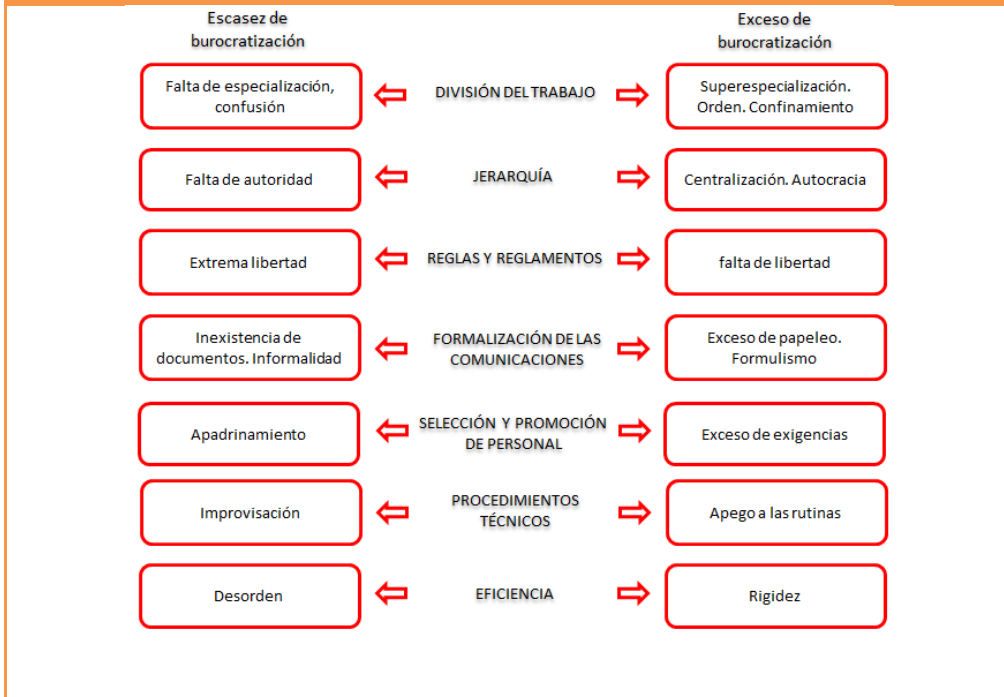 Escasez de
burocratización
Exceso de
burocratización
Falta de especialización,
confusión
DIVISIÓN DEL TRABAJO
Superespecialización.
Orden. Confinamiento
Falta de autoridad
JERARQUÍA
Centralización. Autocracia
Extrema libertad
REGLAS Y REGLAMENTOS
falta de libertad
Inexistencia de
documentos. Informalidad
FORMALIZACIÓN DE LAS
COMUNICACIONES
Exceso de papeleo.
Formulismo
Apadrinamiento
SELECCIÓN Y PROMOCIÓN
DE PERSONAL
Exceso de exigencias
Improvisación
PROCEDIMIENTOS
TÉCNICOS
Apego a las rutinas
Desorden
EFICIENCIA
Rigidez